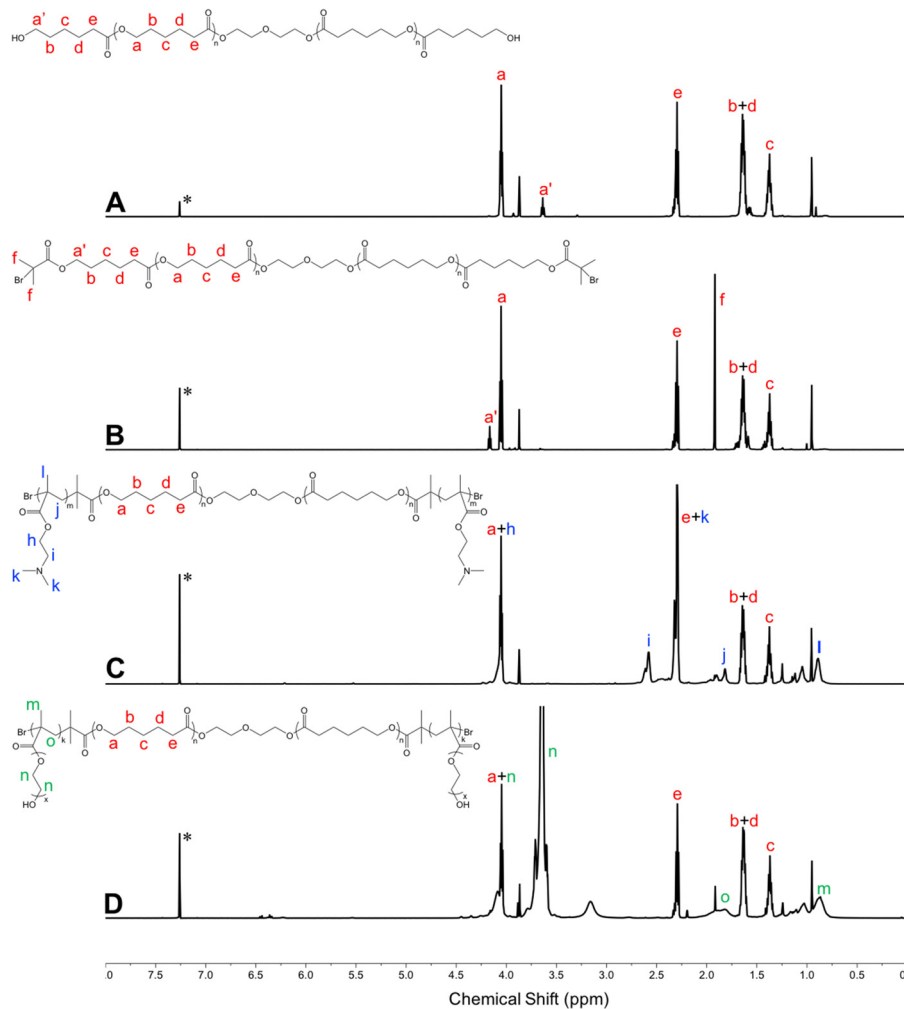 a' c e b d a
HO O O O O O O O O OH
b d a c e n n
O O O O
a e b+d c
a'
*
A
f a' c e b d
O O O O O O O O O O
Br b d a c e n n Br
f O O O O
a f e b+d c
a'
*
B
l b d
Br m O O O O O O O O m Br
O j O a c e n n O O
h O O
i
k N k N
a+h e+k b+d c
i j l
*
C
m b d
Br k O O O O O O O O k Br
O o O a c e n n O O
n O n O
HO x x OH
a+n n e b+d c
o m
*
D
.0 7.5 7.0 6.5 6.0 5.5 5.0 4.5 4.0 3.5 3.0 2.5 2.0 1.5 1.0 0.5 0
Chemical Shift (ppm)